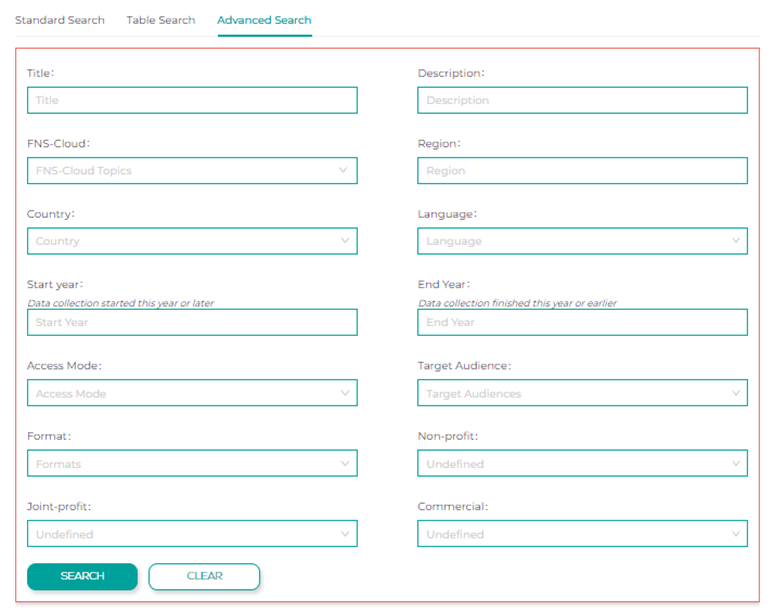 Standard Search Table Search Advanced Search
Title: Description:
Title Description
FNS-Cloud: Region:
FNS-Cloud Topics Region
Country: Language:
Country Language
Start year: End Year:
Data collection started this year or later Data collection finished this year or earlier
Start Year End Year
Access Mode: Target Audience:
Access Mode Target Audiences
Format: Non-profit:
Formats Undefined
Joint-profit: Commercial:
Undefined Undefined
SEARCH CLEAR